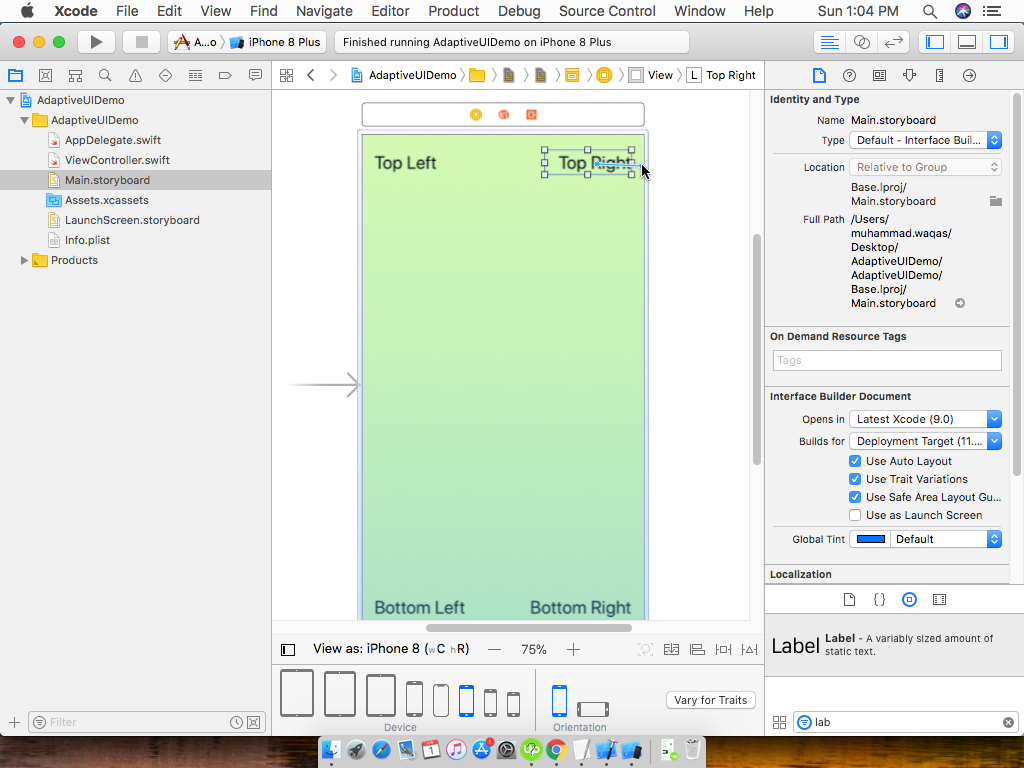 Xcode File Edit View Find Navigate Editor Product Debug Source Control Window Help Sun 1:04 PM
A...o iPhone 8 Plus Finished running AdaptiveUIDemo on iPhone 8 Plus
AdaptiveUIDemo View L Top Right
AdaptiveUIDemo
AdaptiveUIDemo
AppDelegate.swift
ViewController.swift
Main.storyboard
Assets.xcassets
LaunchScreen.storyboard
Info.plist
Products
Filter
Top Left Top Right
Bottom Left Bottom Right
View as: iPhone 8 (wC hR) 75%
Device Orientation
Vary for Traits
Identity and Type
Name Main.storyboard
Type Default - Interface Buil...
Location Relative to Group
Base.lproj/
Main.storyboard
Full Path /Users/
muhammad.waqas/
Desktop/
AdaptiveUIDemo/
AdaptiveUIDemo/
Base.lproj/
Main.storyboard
On Demand Resource Tags
Tags
Interface Builder Document
Opens in Latest Xcode (9.0)
Builds for Deployment Target (11....
Use Auto Layout
Use Trait Variations
Use Safe Area Layout Gu...
Use as Launch Screen
Global Tint Default
Localization
{}
Label Label - A variably sized amount of
static text.
lab
1